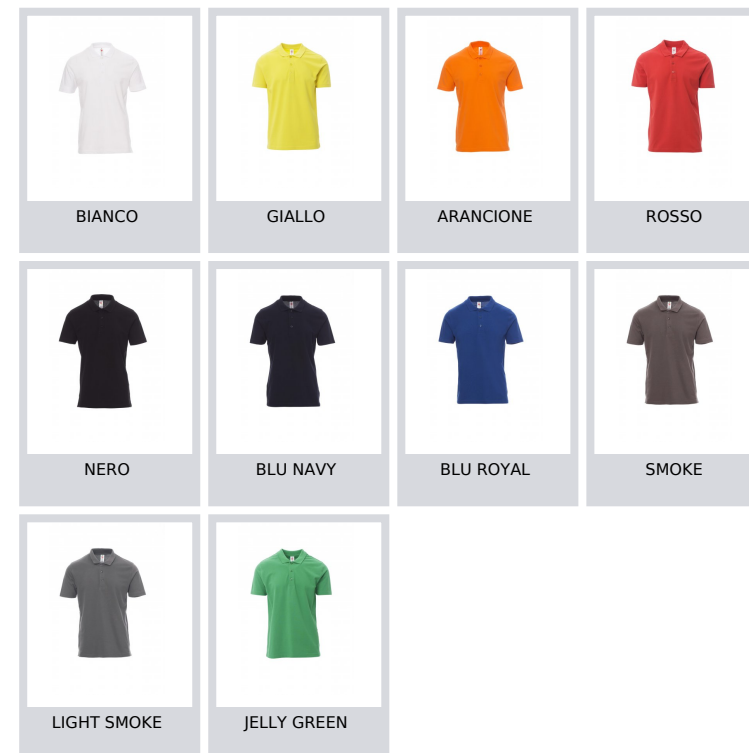 BIANCO
GIALLO
ARANCIONE
ROSSO
NERO
BLU NAVY
BLU ROYAL
SMOKE
LIGHT SMOKE
JELLY GREEN